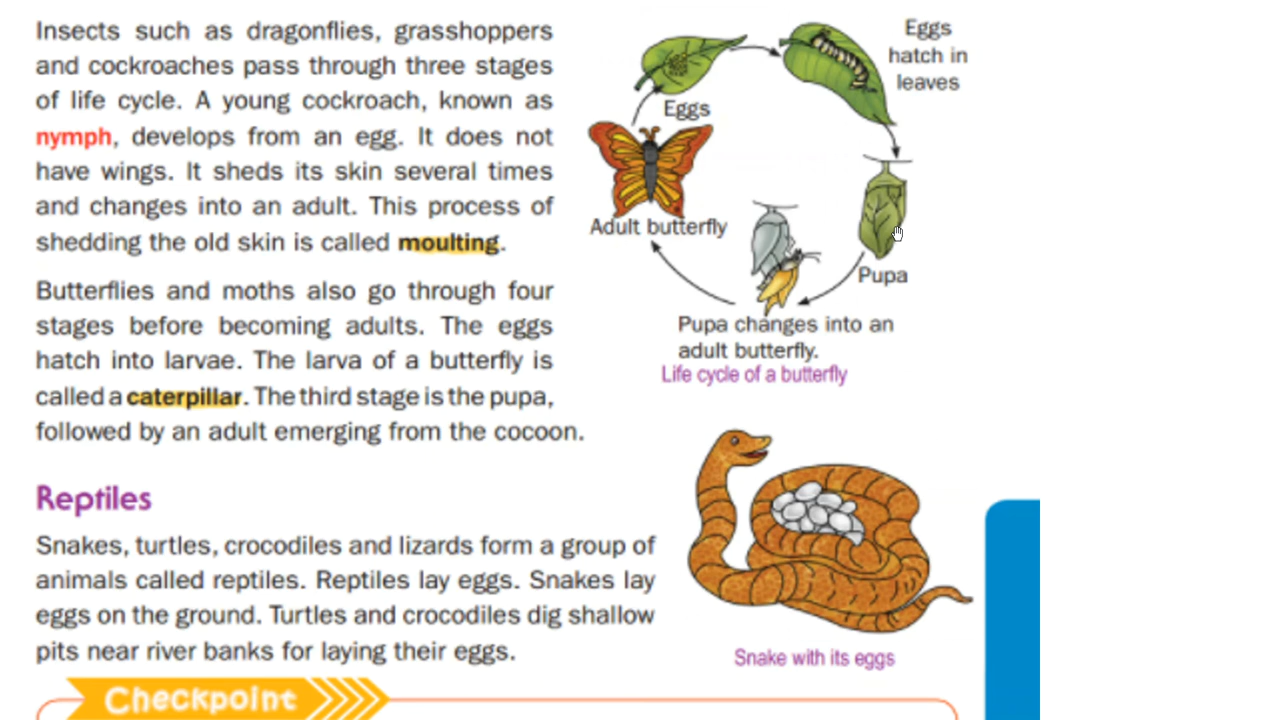 Insects such as dragonflies, grasshoppers
and cockroaches pass through three stages
of life cycle. A young cockroach, known as
nymph, develops from an egg. It does not
have wings. It sheds its skin several times
and changes into an adult. This process of
shedding the old skin is called moulting.
Butterflies and moths also go through four
stages before becoming adults. The eggs
hatch into larvae. The larva of a butterfly is
called a caterpillar. The third stage is the pupa,
followed by an adult emerging from the cocoon.
Eggs
hatch in
leaves
Eggs
Adult butterfly
Pupa
Pupa changes into an
adult butterfly.
Life cycle of a butterfly
Reptiles
Snakes, turtles, crocodiles and lizards form a group of
animals called reptiles. Reptiles lay eggs. Snakes lay
eggs on the ground. Turtles and crocodiles dig shallow
pits near river banks for laying their eggs.
Snake with its eggs
Checkpoint